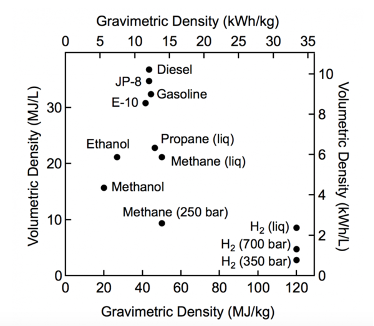 Gravimetric Density (kWh/kg)
0 5 10 15 20 25 30 35
Volumetric Density (MJ/L)
30
20
10
0
Volumetric Density (kWh/L)
10
8
6
4
2
0
Diesel
JP-8
Gasoline
E-10
Ethanol
Propane (liq)
Methane (liq)
Methanol
Methane (250 bar)
H₂ (liq)
H₂ (700 bar)
H₂ (350 bar)
0 20 40 60 80 100 120
Gravimetric Density (MJ/kg)